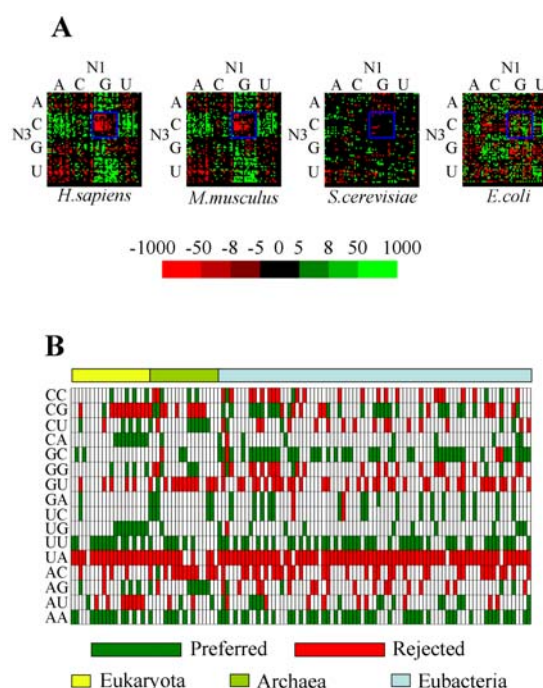 A
N1 N1
A C G U A C G U A C G U A C G U
A A A A
N3 C N3 C N3 C N3 C
G G G G
U U U U
H.sapiens M.musculus S.cerevisiae E.coli
-1000 -50 -8 -5 0 5 8 50 1000
B
CC
CG
CU
CA
GC
GG
GU
GA
UC
UG
UU
UA
AC
AG
AU
AA
Preferred Rejected
Eukaryota Archaea Eubacteria